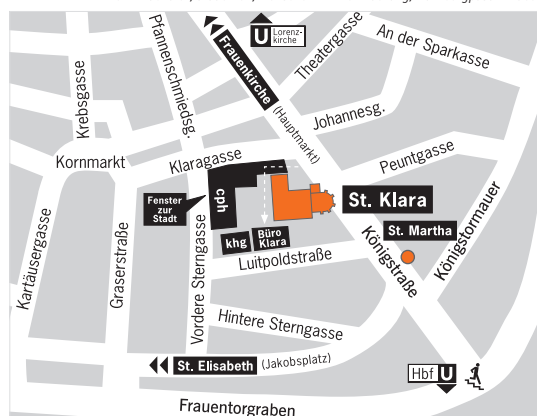 U Lorenz-
kirche
An der Sparkasse
Theatergasse
Pfannenschmiedsg.
Frauenkirche
(Hauptmarkt)
Krebsgasse
Johannesg.
Kornmarkt
Klaragasse
Peuntgasse
Fenster
zur
Stadt
cph
St. Klara
khg
Büro
Klara
St. Martha
Luitpoldstraße
Königstraße
Königstormauer
Kartäusergasse
Graserstraße
Vordere Sterngasse
Hintere Sterngasse
St. Elisabeth (Jakobsplatz)
Hbf U
Frauentorgraben